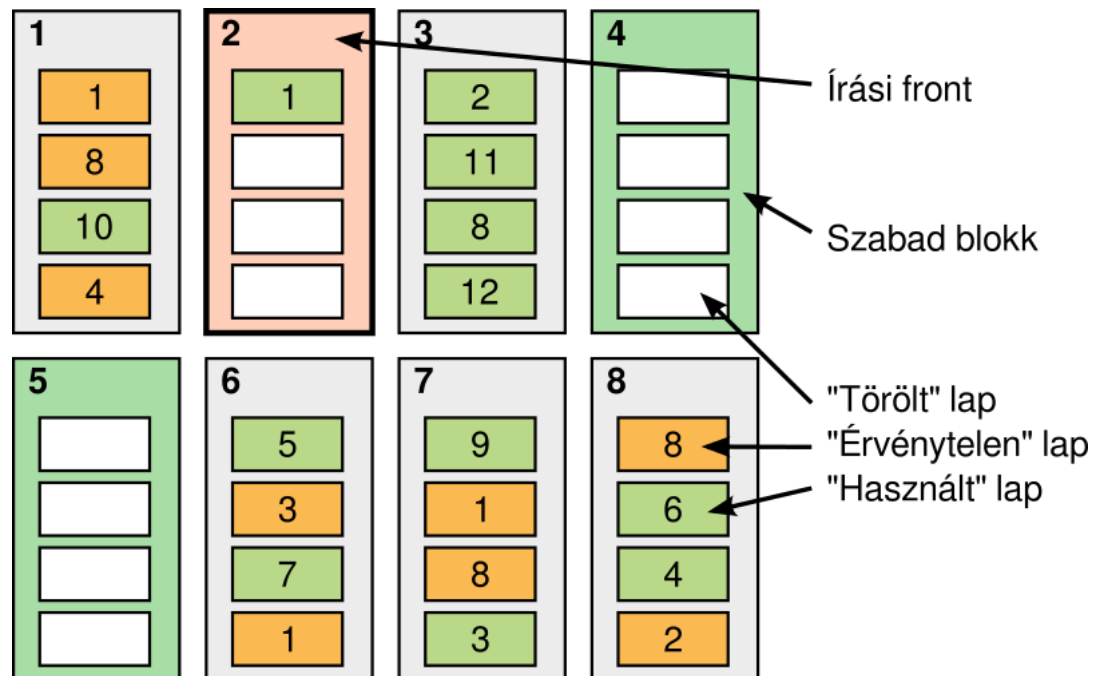 1 2 3 4
1 1 2
8 11
10 8
4 12
Írási front
Szabad blokk
5 6 7 8
5 9 8
3 1 6
7 8 4
1 3 2
"Törölt" lap
"Érvénytelen" lap
"Használt" lap